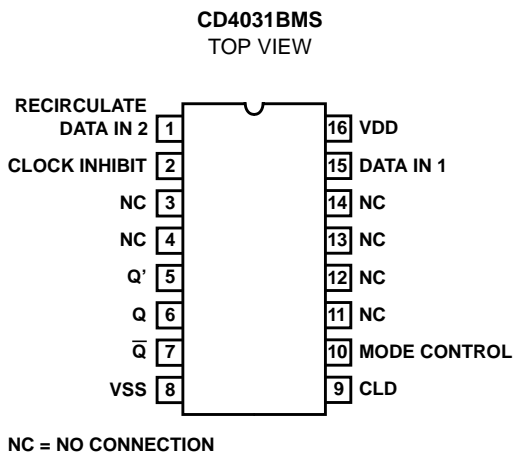 CD4031BMS
TOP VIEW
RECIRCULATE
DATA IN 2 1
16 VDD
CLOCK INHIBIT 2
15 DATA IN 1
NC 3
14 NC
NC 4
13 NC
Q’ 5
12 NC
Q 6
11 NC
Q̅ 7
10 MODE CONTROL
VSS 8
9 CLD
NC = NO CONNECTION